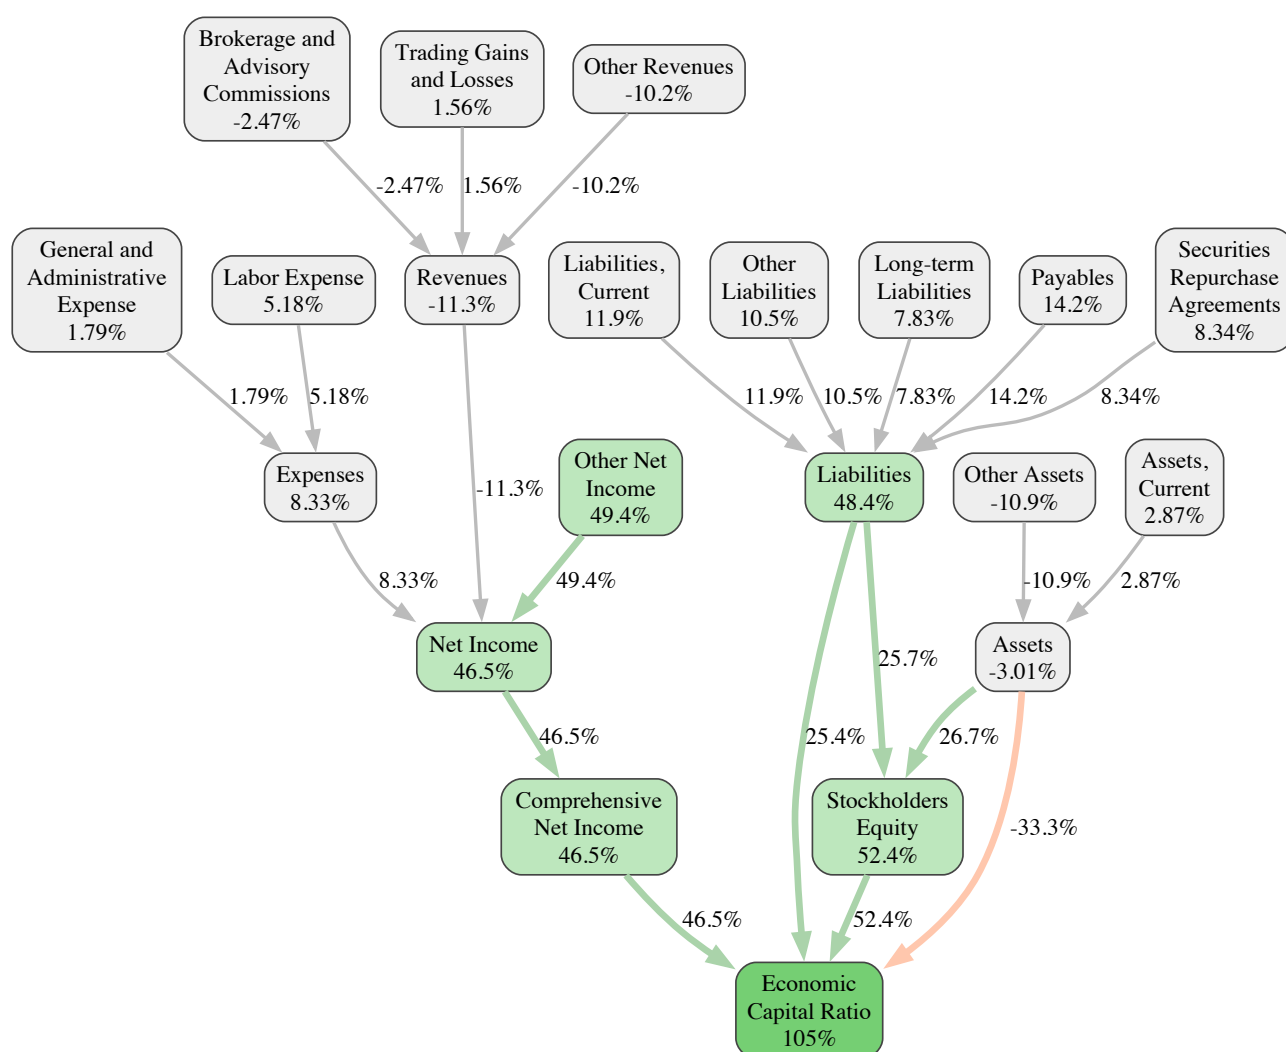 Brokerage and
Advisory
Commissions
-2.47%
Trading Gains
and Losses
1.56%
Other Revenues
-10.2%
-2.47%
1.56%
-10.2%
General and
Administrative
Expense
1.79%
Labor Expense
5.18%
Revenues
-11.3%
Liabilities,
Current
11.9%
Other
Liabilities
10.5%
Long-term
Liabilities
7.83%
Payables
14.2%
Securities
Repurchase
Agreements
8.34%
1.79%
5.18%
11.9%
10.5%
7.83%
14.2%
8.34%
Expenses
8.33%
-11.3%
Other Net
Income
49.4%
Liabilities
48.4%
Other Assets
-10.9%
Assets,
Current
2.87%
8.33%
49.4%
-10.9%
2.87%
Net Income
46.5%
25.7%
Assets
-3.01%
46.5%
25.4%
26.7%
Comprehensive
Net Income
46.5%
Stockholders
Equity
52.4%
-33.3%
46.5%
52.4%
Economic
Capital Ratio
105%